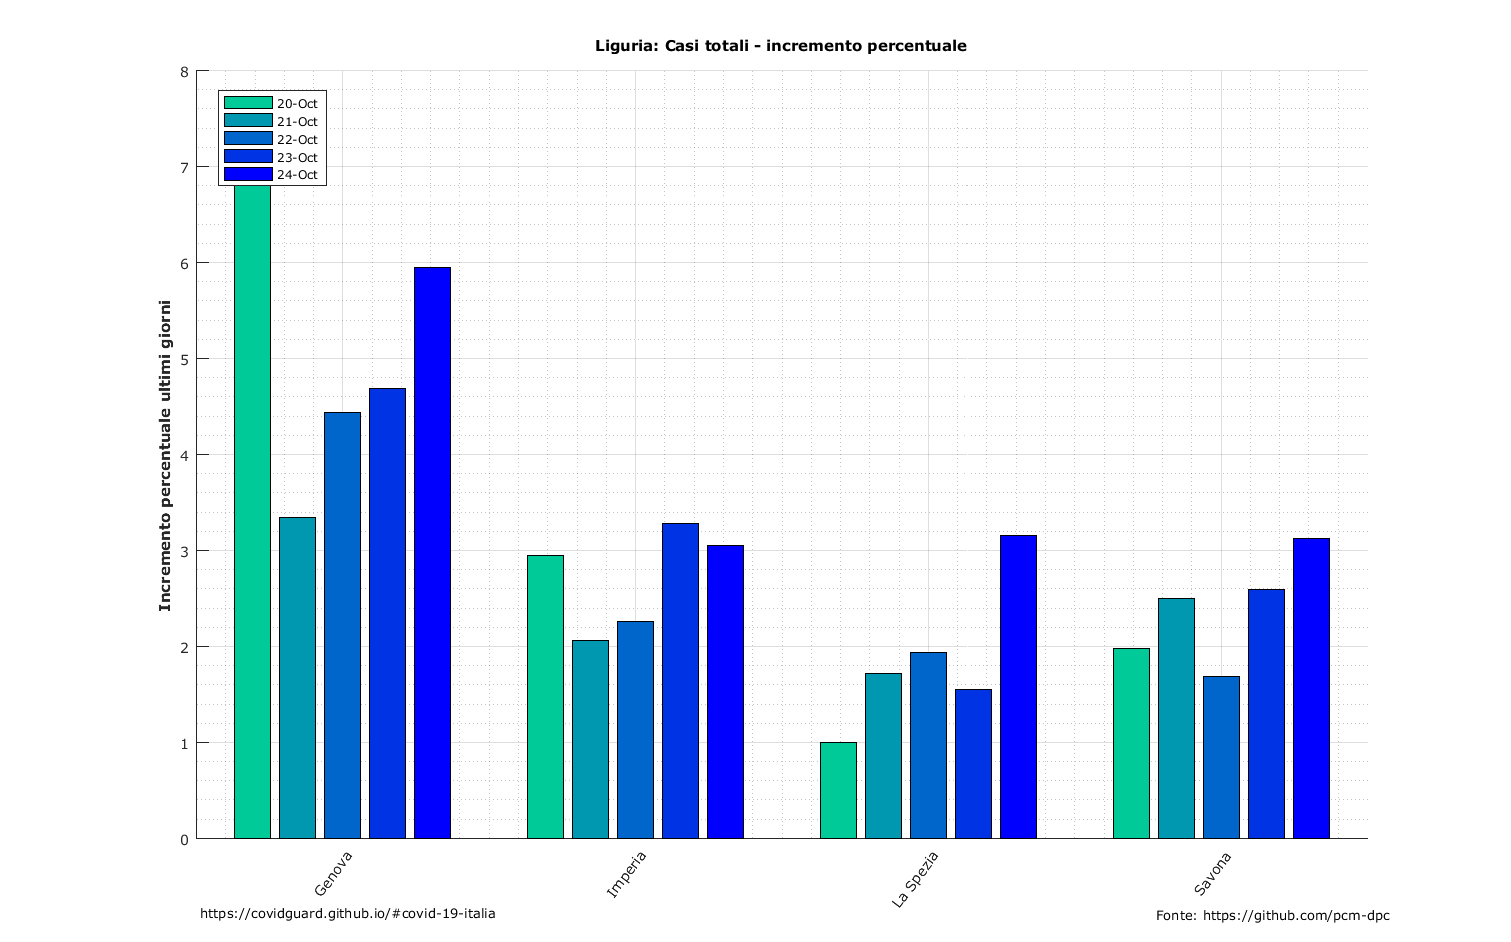 Liguria: Casi totali - incremento percentuale
8
7
6
5
4
3
2
1
0
Incremento percentuale ultimi giorni
20-Oct
21-Oct
22-Oct
23-Oct
24-Oct
Genova
Imperia
La Spezia
Savona
https://covidguard.github.io/#covid-19-italia
Fonte: https://github.com/pcm-dpc